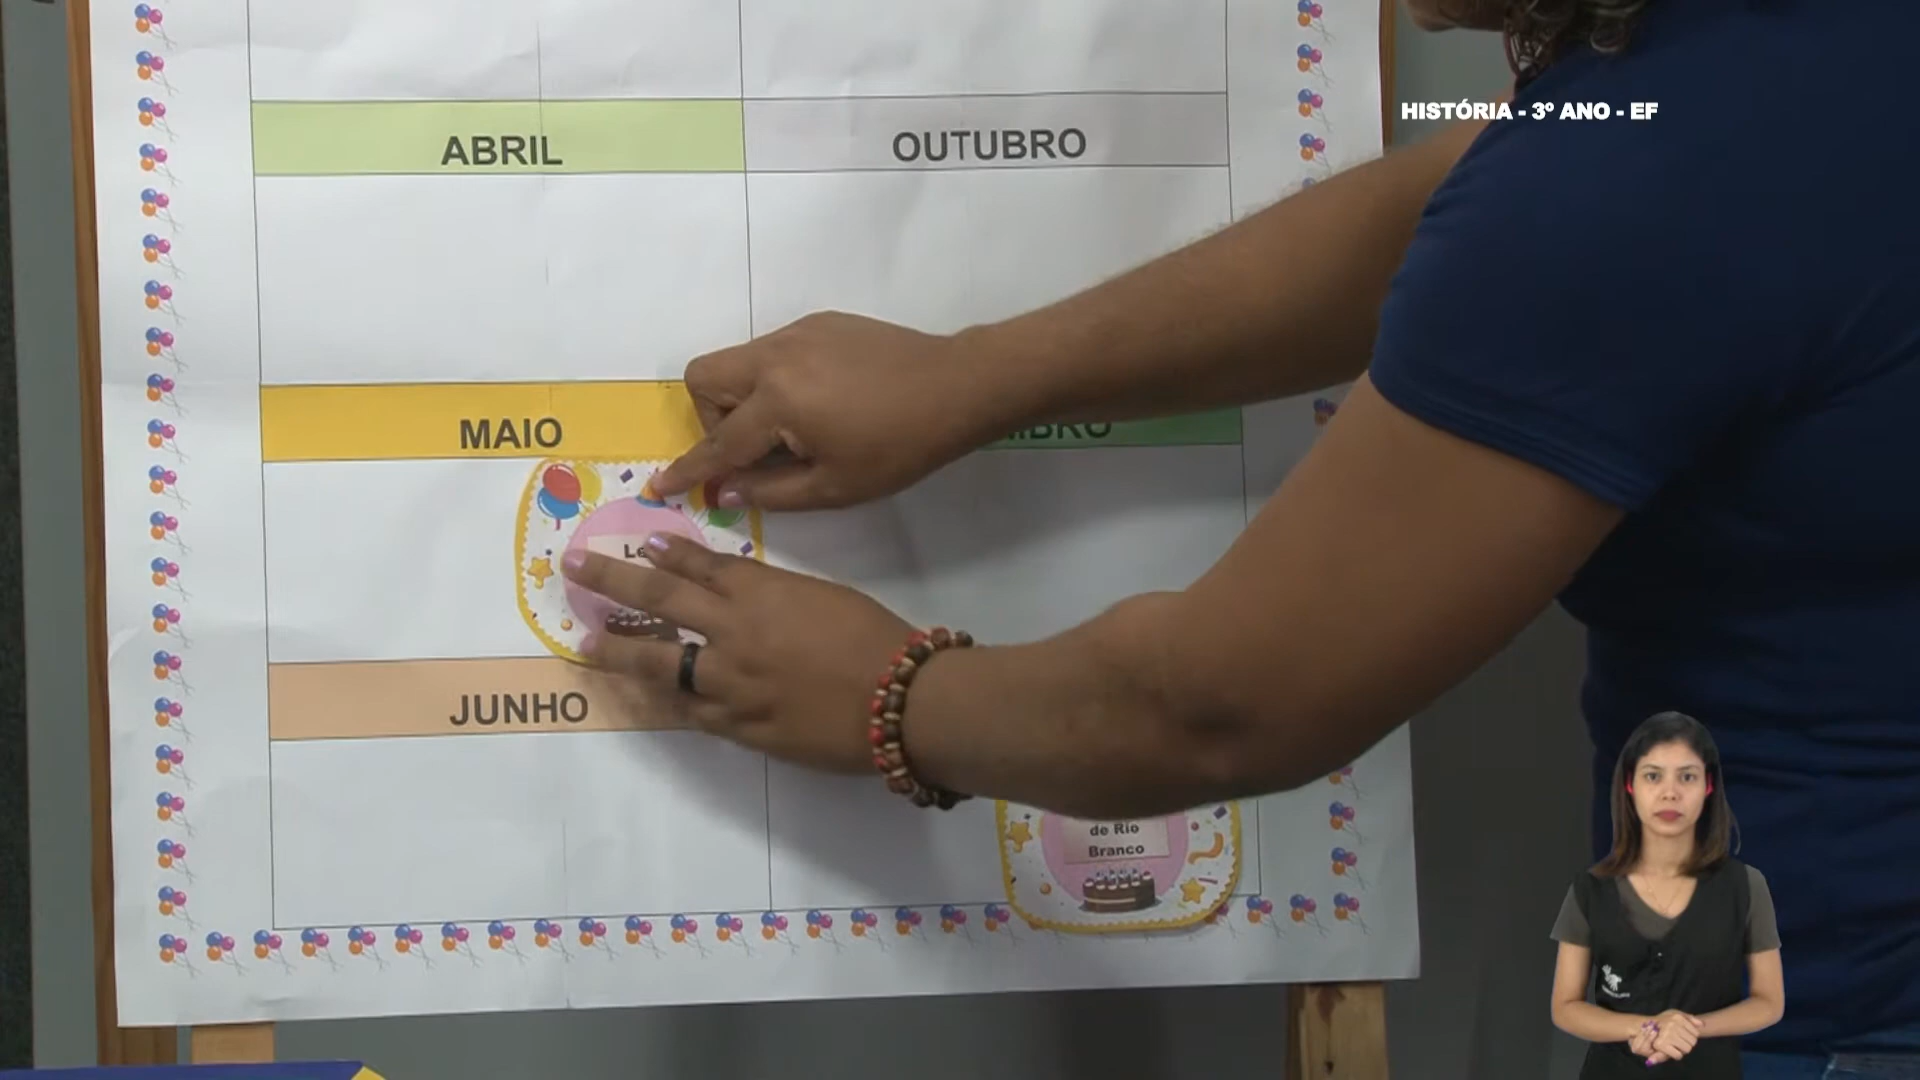 HISTÓRIA - 3º ANO - EF
ABRIL
OUTUBRO
MAIO
JUNHO
de Rio
Branco